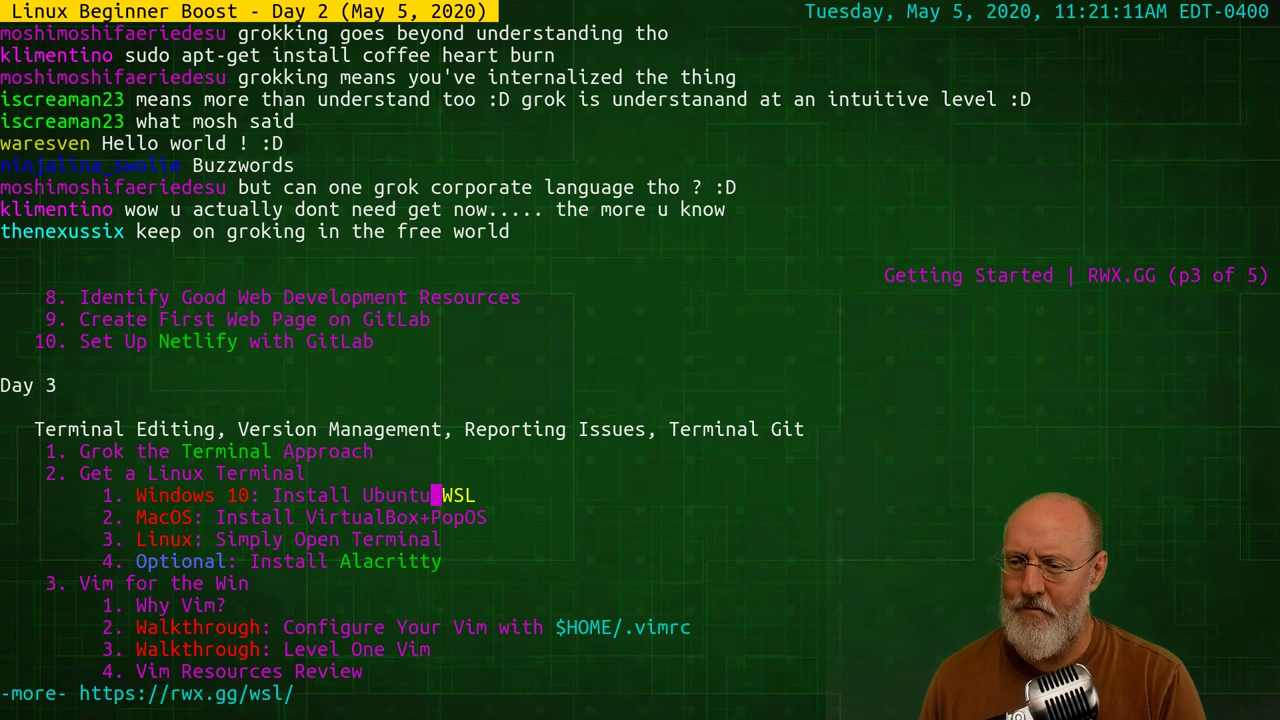 Linux Beginner Boost - Day 2 (May 5, 2020)
Tuesday, May 5, 2020, 11:21:11AM EDT-0400
moshimoshifaeriedesu grokking goes beyond understanding tho
klimentino sudo apt-get install coffee heart burn
moshimoshifaeriedesu grokking means you've internalized the thing
iscreaman23 means more than understand too :D grok is understanand at an intuitive level :D
iscreaman23 what mosh said
waresven Hello world ! :D
ninjalina_swolie Buzzwords
moshimoshifaeriedesu but can one grok corporate language tho ? :D
klimentino wow u actually dont need get now..... the more u know
thenexussix keep on groking in the free world
Getting Started | RWX.GG (p3 of 5)
8. Identify Good Web Development Resources
9. Create First Web Page on GitLab
10. Set Up Netlify with GitLab
Day 3
Terminal Editing, Version Management, Reporting Issues, Terminal Git
1. Grok the Terminal Approach
2. Get a Linux Terminal
1. Windows 10: Install Ubuntu WSL
2. MacOS: Install VirtualBox+PopOS
3. Linux: Simply Open Terminal
4. Optional: Install Alacritty
3. Vim for the Win
1. Why Vim?
2. Walkthrough: Configure Your Vim with $HOME/.vimrc
3. Walkthrough: Level One Vim
4. Vim Resources Review
-more- https://rwx.gg/wsl/